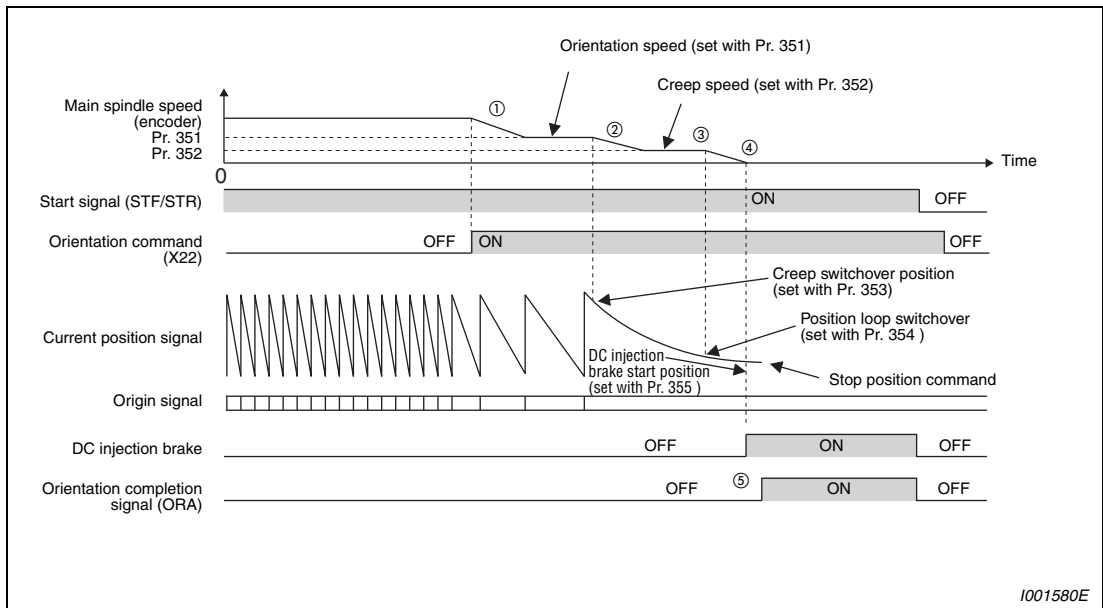 Orientation speed (set with Pr. 351)
Creep speed (set with Pr. 352)
Main spindle speed
(encoder)
Pr. 351
Pr. 352
① ② ③ ④
Time
0
Start signal (STF/STR)
ON OFF
Orientation command
(X22)
OFF ON OFF
Creep switchover position
(set with Pr. 353)
Current position signal
Position loop switchover
(set with Pr. 354 )
DC injection
brake start position
(set with Pr. 355 )
Stop position command
Origin signal
DC injection brake
OFF ON OFF
Orientation completion
signal (ORA)
OFF ⑤ ON OFF
I001580E